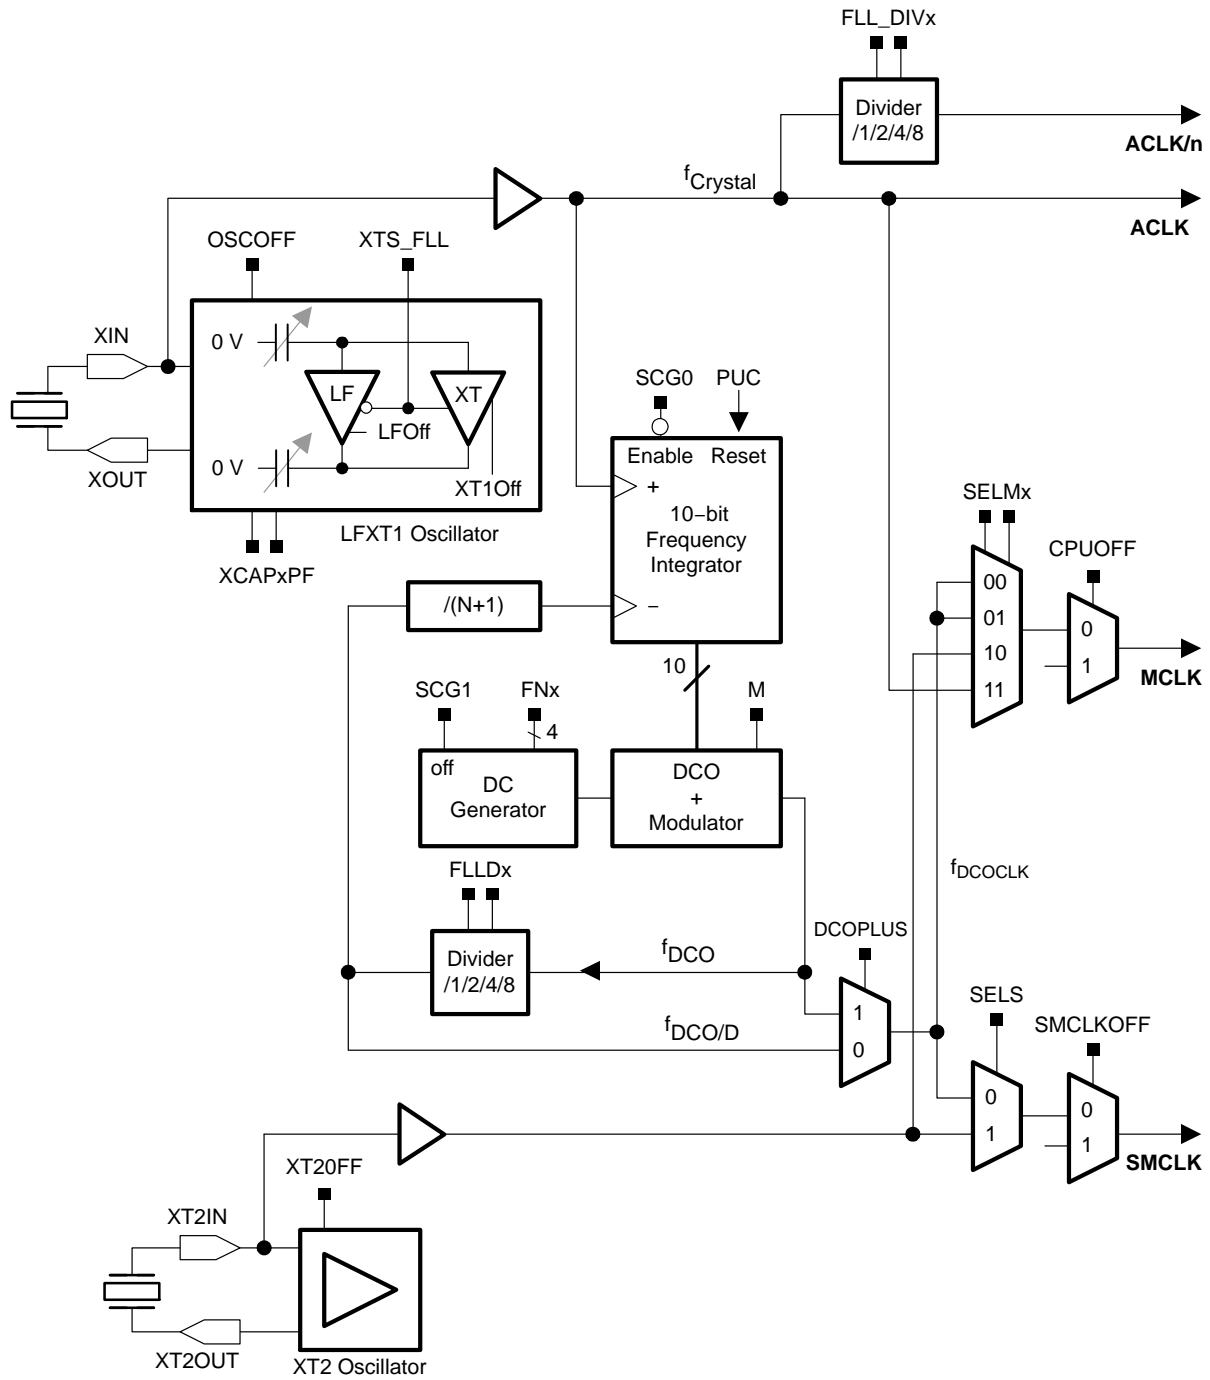 FLL_DIVx
Divider
/1/2/4/8
ACLK/n
fCrystal
ACLK
OSCOFF
XTS_FLL
XIN
0 V
LF
XT
LFOff
0 V
XT1Off
XOUT
LFXT1 Oscillator
XCAPxPF
SCG0
PUC
Enable
Reset
+
10−bit
Frequency
Integrator
−
/(N+1)
10
SELMx
00
01
10
11
CPUOFF
0
1
MCLK
SCG1
FNx
4
M
off
DC
Generator
DCO
+
Modulator
fDCOCLK
FLLDx
Divider
/1/2/4/8
fDCO
fDCO/D
DCOPLUS
1
0
SELS
0
1
SMCLKOFF
0
1
SMCLK
XT20FF
XT2IN
XT2OUT
XT2 Oscillator